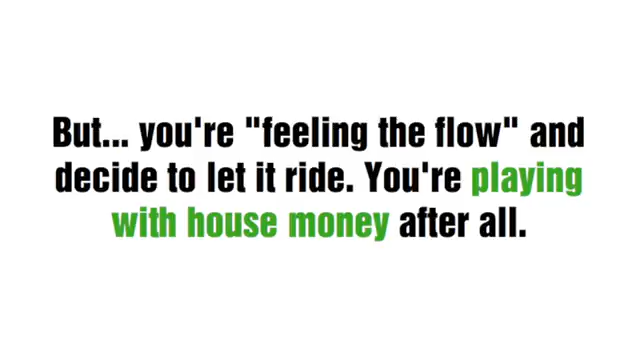 But... you're "feeling the flow" and
decide to let it ride. You're playing
with house money after all.